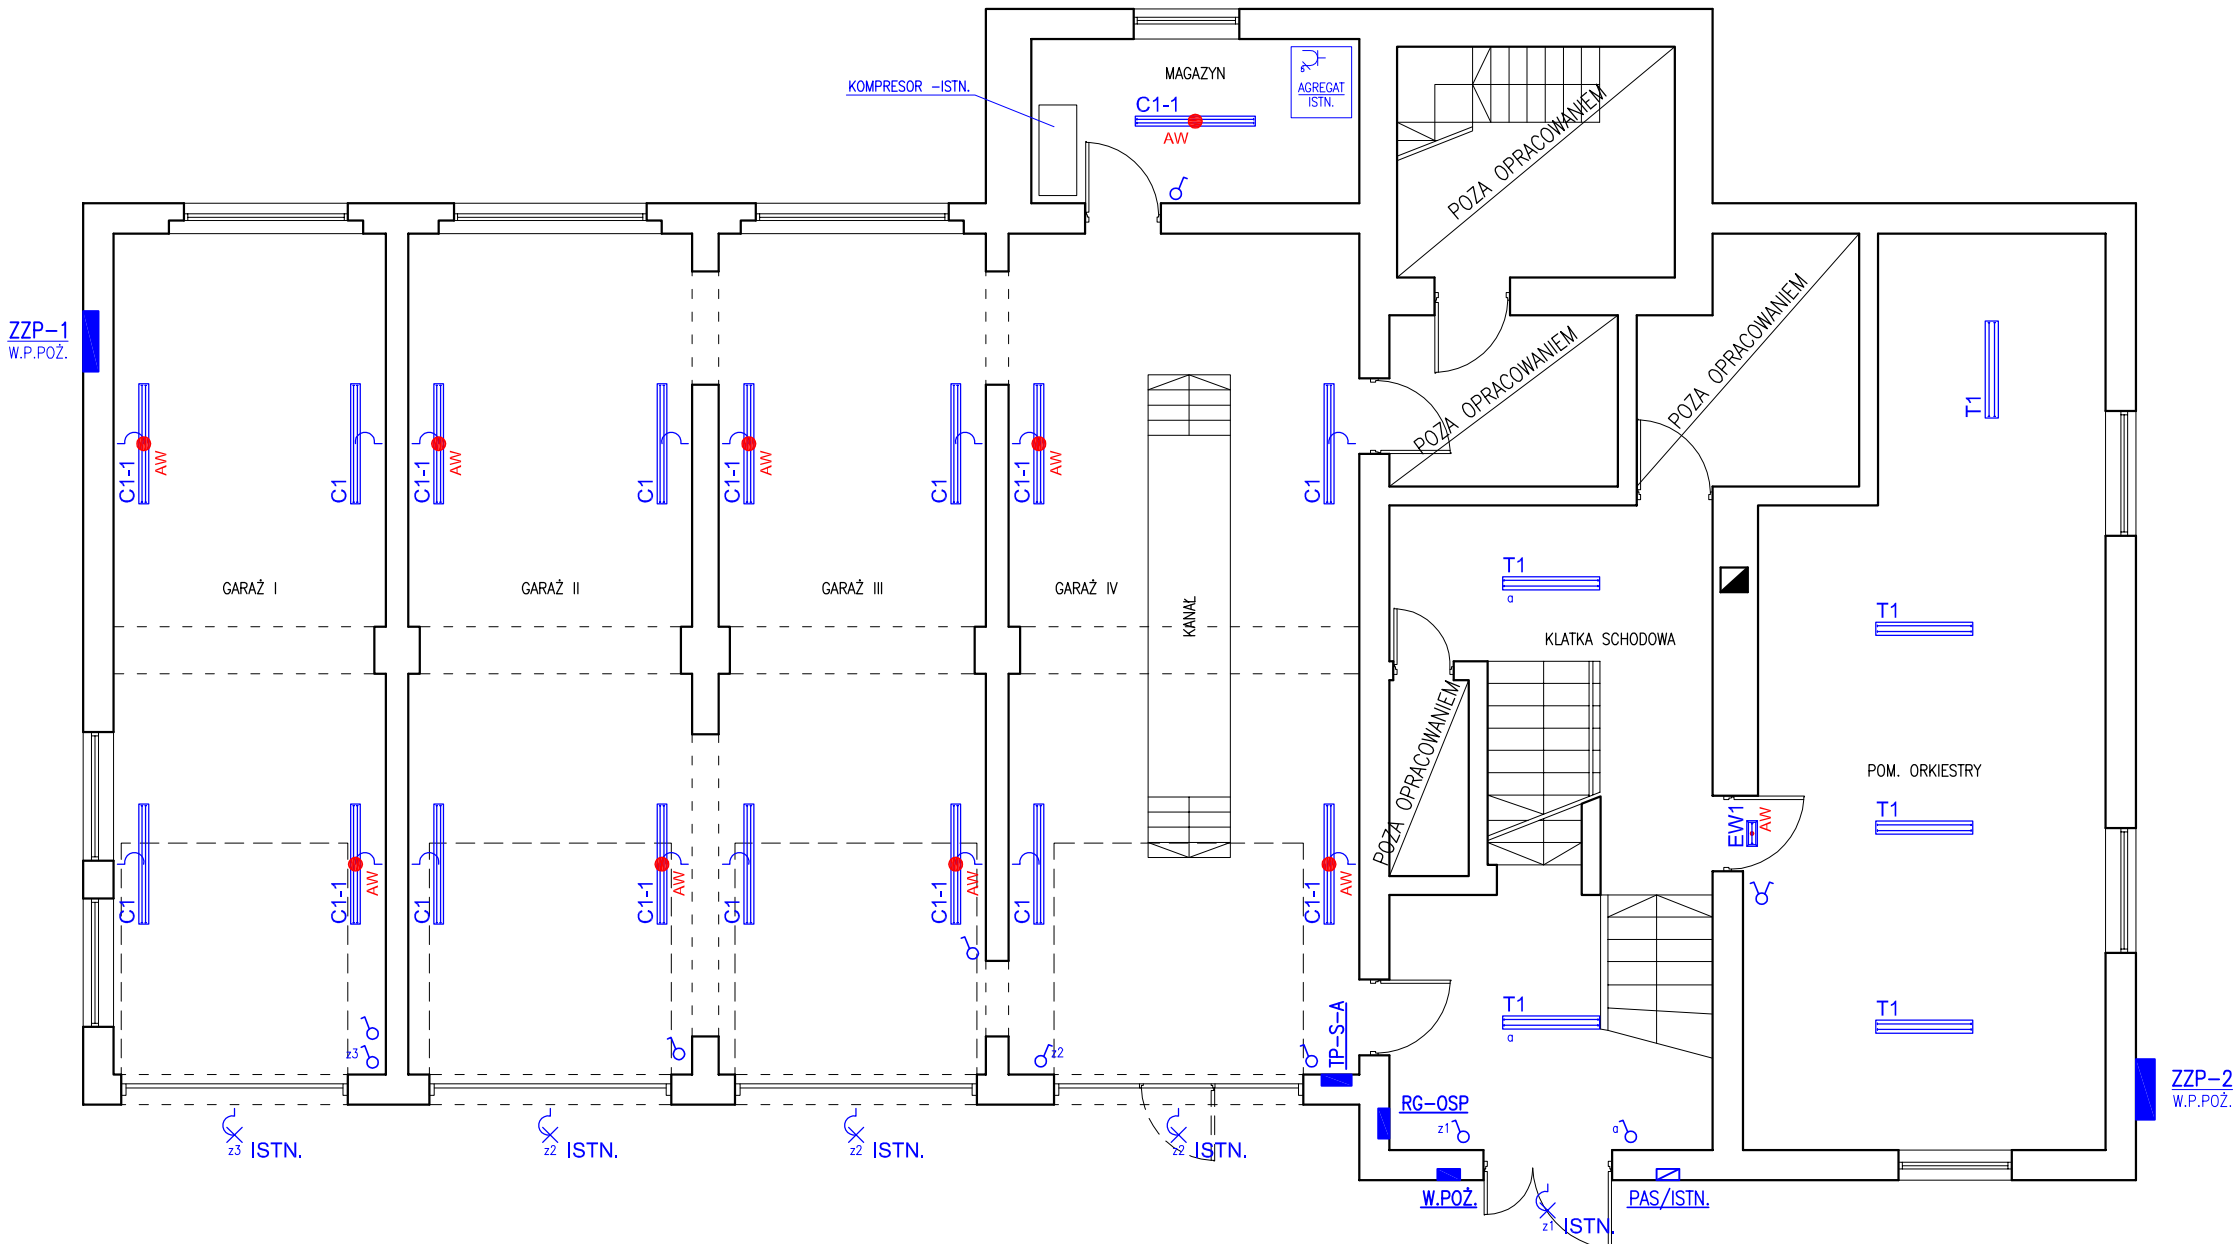 MAGAZYN
KOMPRESOR -ISTN.
AGREGAT
ISTN.
C1-1
AW
POZA OPRACOWANIEM
POZA OPRACOWANIEM
POZA OPRACOWANIEM
ZZP-1
W.P.POŻ.
T1
C1-1
AW
C1
C1-1
AW
C1
C1-1
AW
C1
C1-1
AW
C1
GARAŻ I
GARAŻ II
GARAŻ III
GARAŻ IV
KANAŁ
T1
a
KLATKA SCHODOWA
T1
POZA OPRACOWANIEM
POM. ORKIESTRY
T1
EW1
AW
C1
C1-1
AW
C1
C1-1
AW
C1
C1-1
AW
C1
C1-1
AW
T1
a
T1
z3
z2
TP-S-A
ZZP-2
W.P.POŻ.
RG-OSP
z1
a
z3 ISTN.
z2 ISTN.
z2 ISTN.
z2 ISTN.
W.POŻ.
PAS/ISTN.
z1 ISTN.